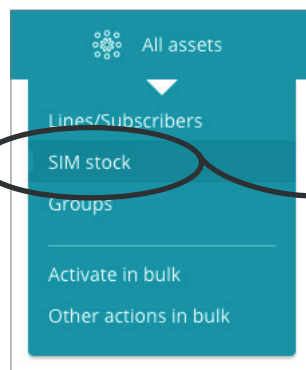 All assets
Lines/Subscribers
SIM stock
Groups
Activate in bulk
Other actions in bulk